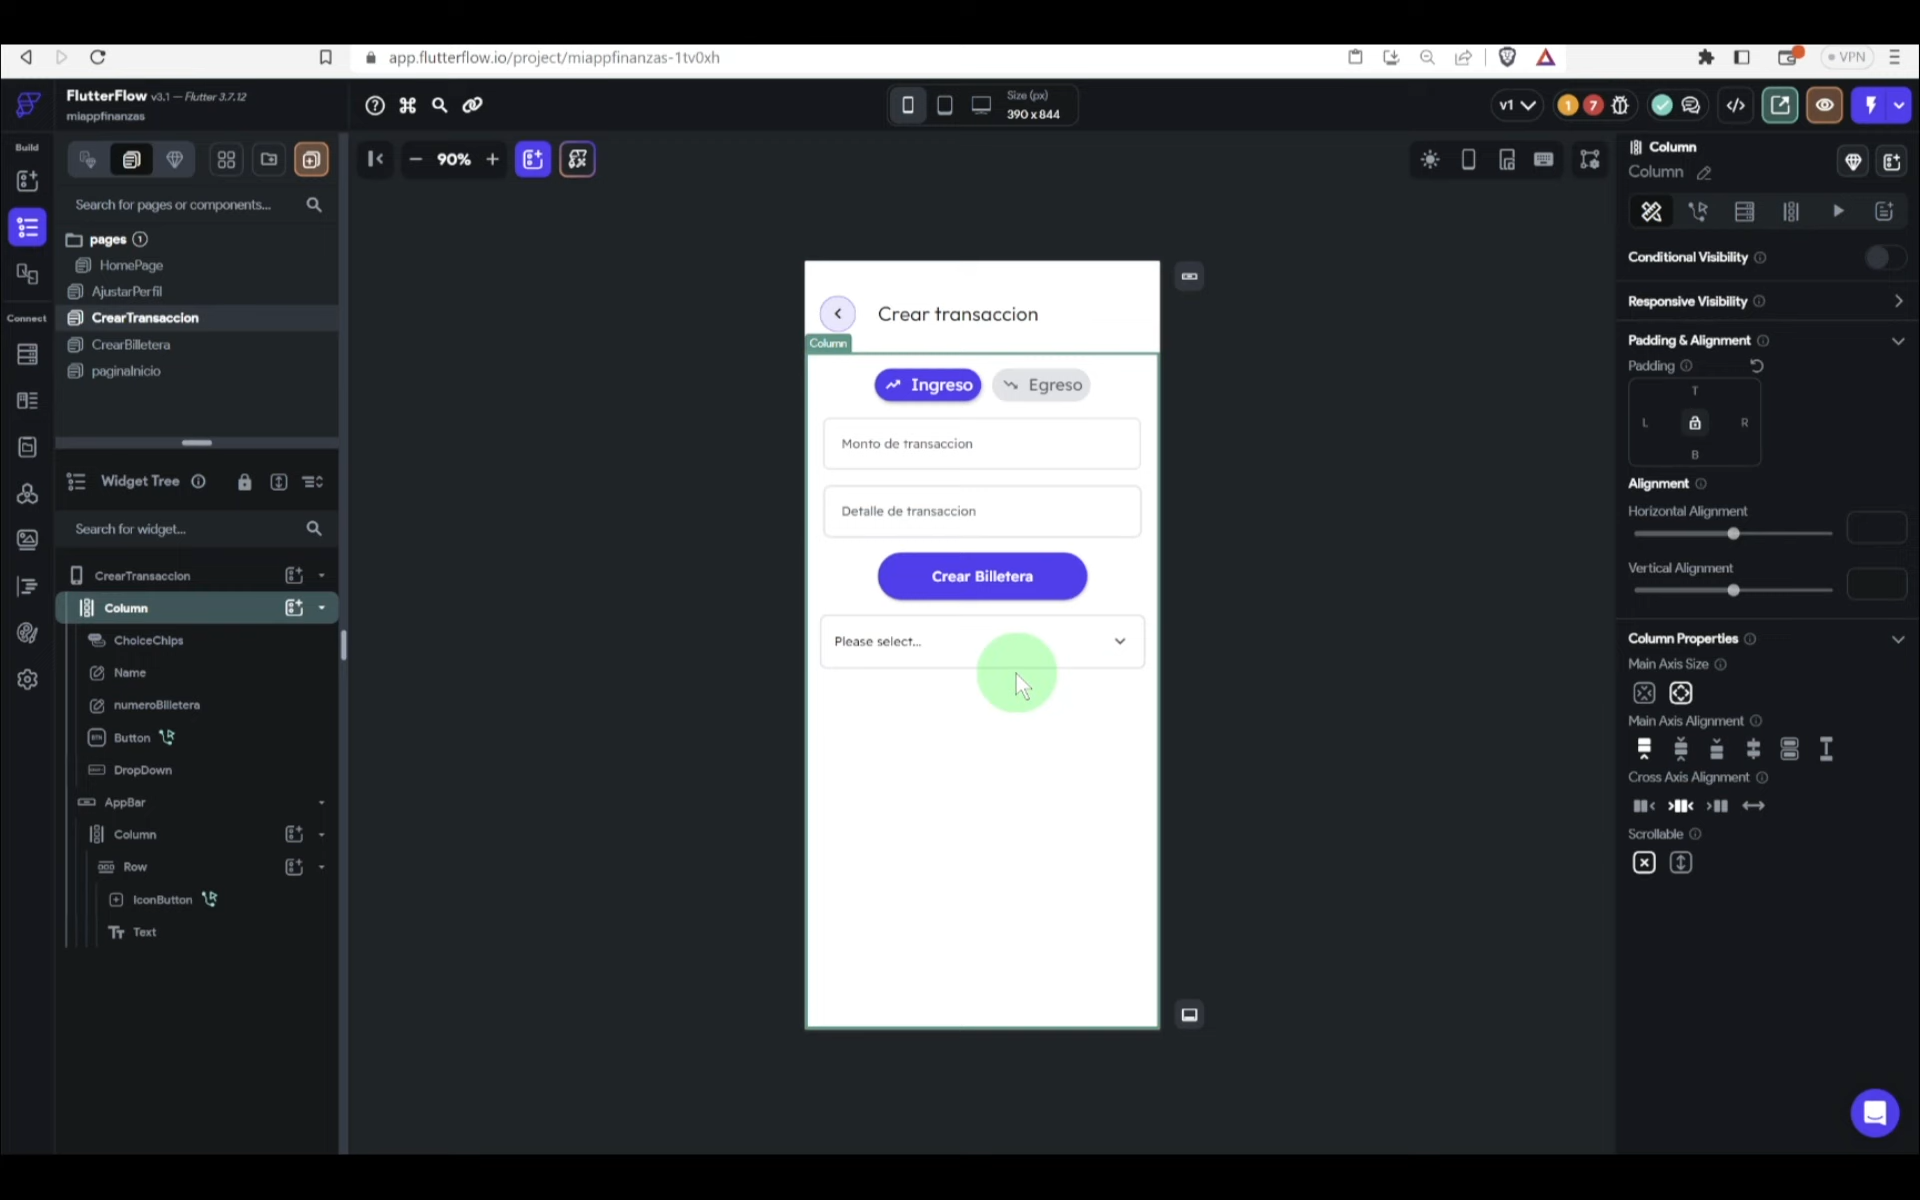 app.flutterflow.io/project/miappfinanzas-1tv0xh
VPN
FlutterFlow v3.1 — Flutter 3.7.12
miappfinanzas
Size (px)
390 x 844
v1
1
7
Build
90%
Search for pages or components...
pages 1
HomePage
AjustarPerfil
Connect
CrearTransaccion
CrearBilletera
paginaInicio
Widget Tree
Search for widget...
CrearTransaccion
Column
ChoiceChips
Name
numeroBilletera
Button
DropDown
AppBar
Column
Row
IconButton
Text
Crear transaccion
Column
Ingreso
Egreso
Monto de transaccion
Detalle de transaccion
Crear Billetera
Please select...
Column
Column
Conditional Visibility
Responsive Visibility
Padding & Alignment
Padding
T
L
R
B
Alignment
Horizontal Alignment
Vertical Alignment
Column Properties
Main Axis Size
Main Axis Alignment
Cross Axis Alignment
Scrollable